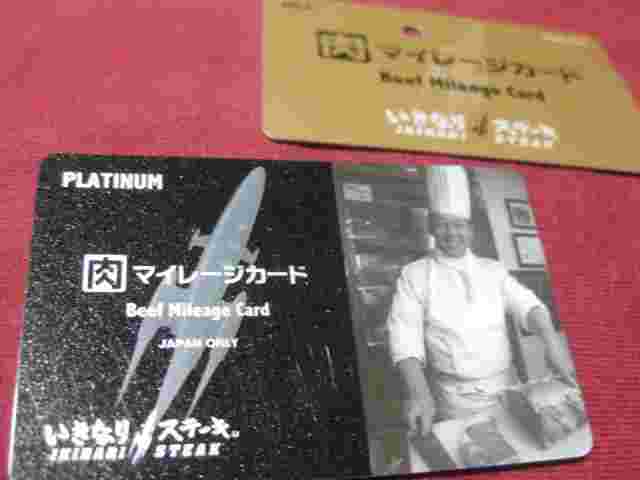 肉マイレージカード
Beef Mileage Card
いきなりステーキ
IKINARI STEAK
PLATINUM
肉マイレージカード
Beef Mileage Card
JAPAN ONLY
いきなりステーキ
IKINARI STEAK